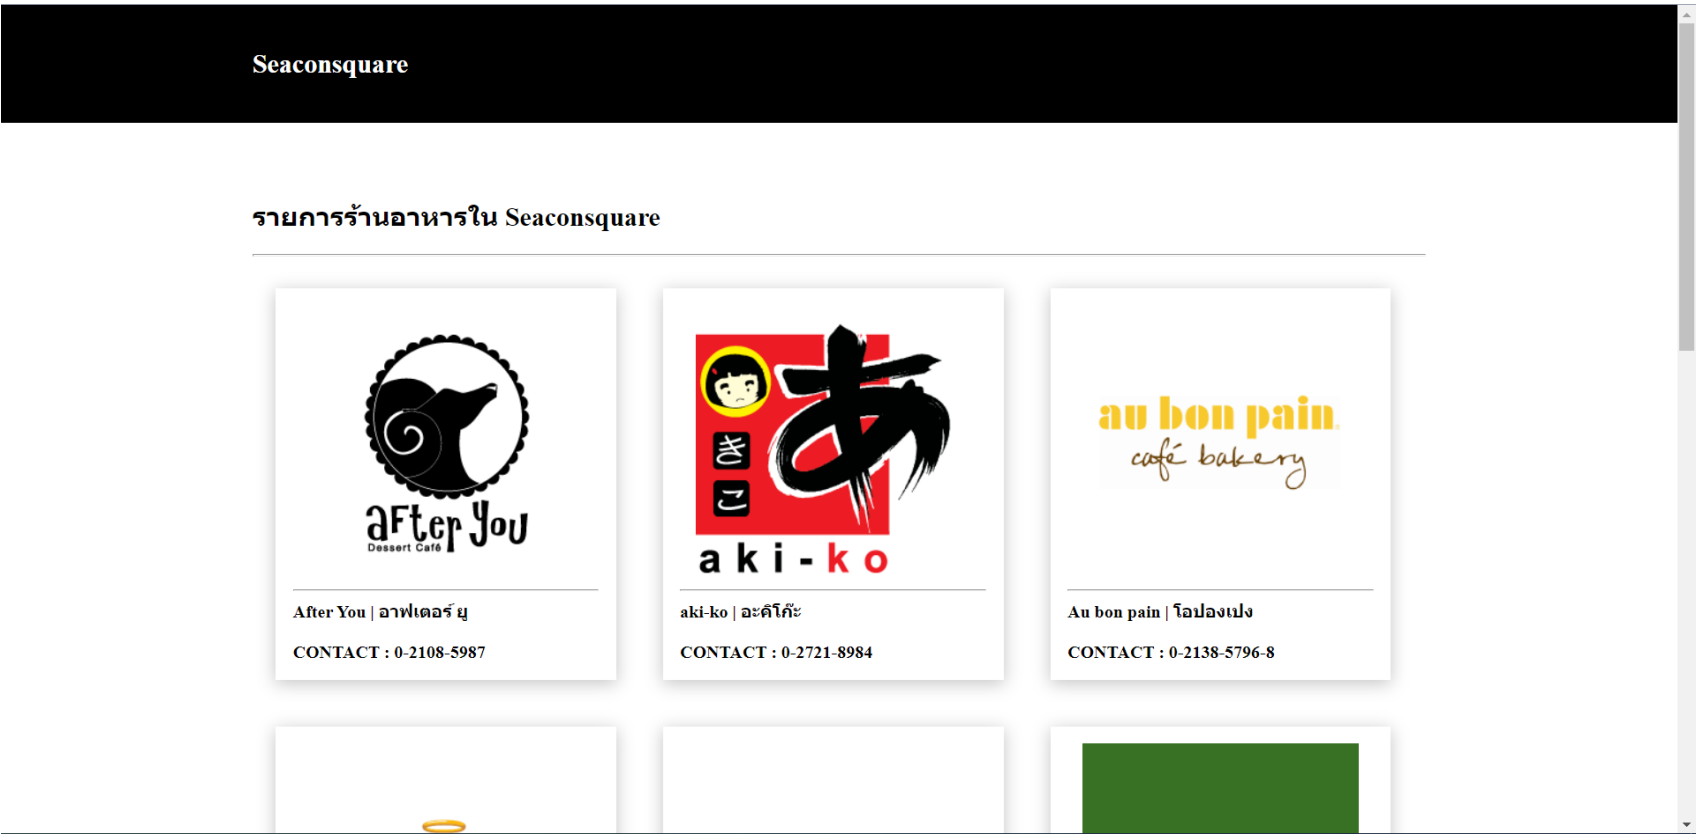 Seaconsquare
รายการร้านอาหารใน Seaconsquare
after you
Dessert Café
あ
きこ
aki-ko
au bon pain.
café bakery
After You | อาฟเตอร์ ยู
CONTACT : 0-2108-5987
aki-ko | อะคิโก๊ะ
CONTACT : 0-2721-8984
Au bon pain | โอปองเปง
CONTACT : 0-2138-5796-8